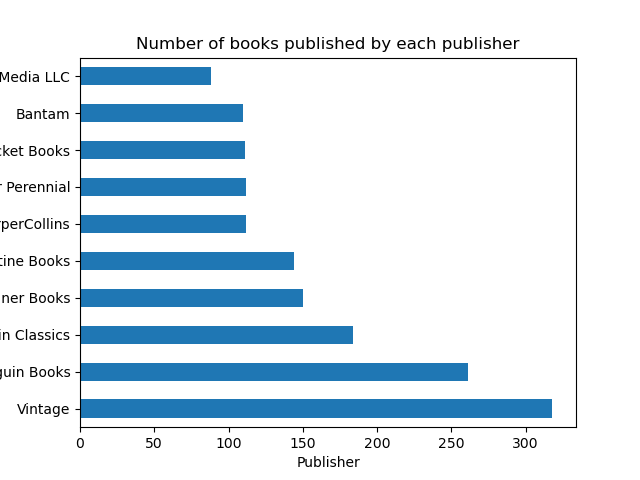 Number of books published by each publisher
Media LLC
Bantam
cket Books
r Perennial
rperCollins
tine Books
ner Books
in Classics
guin Books
Vintage
0 50 100 150 200 250 300
Publisher